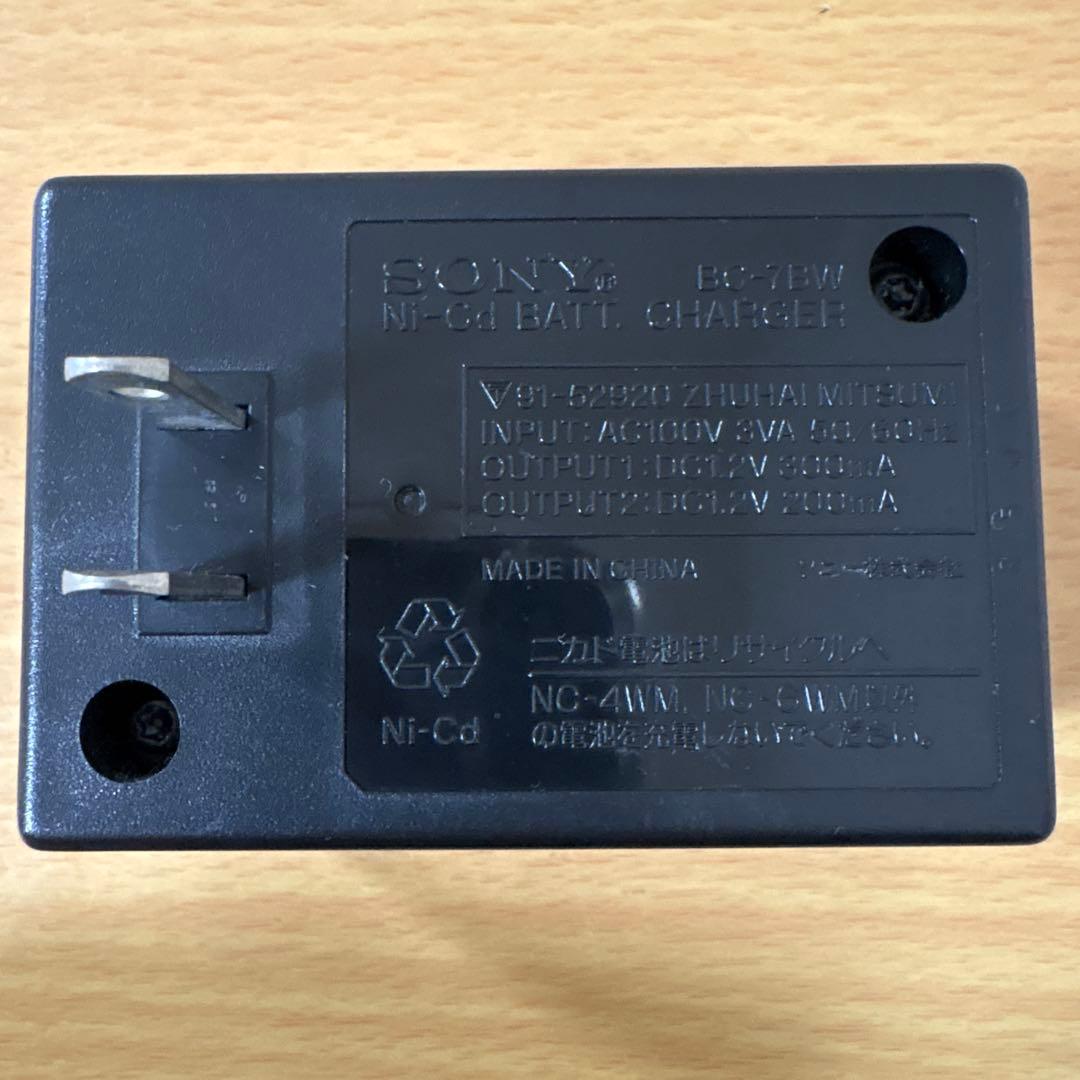 SONY® BC-7BW
Ni-Cd BATT. CHARGER
▽91-52920 ZHUHAI MITSUMI
INPUT: AC100V 3VA 50/60Hz
OUTPUT1: DC1.2V 300mA
OUTPUT2: DC1.2V 200mA
MADE IN CHINA ソニー株式会社
ニカド電池はリサイクルへ
NC-4WM, NC-6WM以外
の電池を充電しないでください。
Ni-Cd